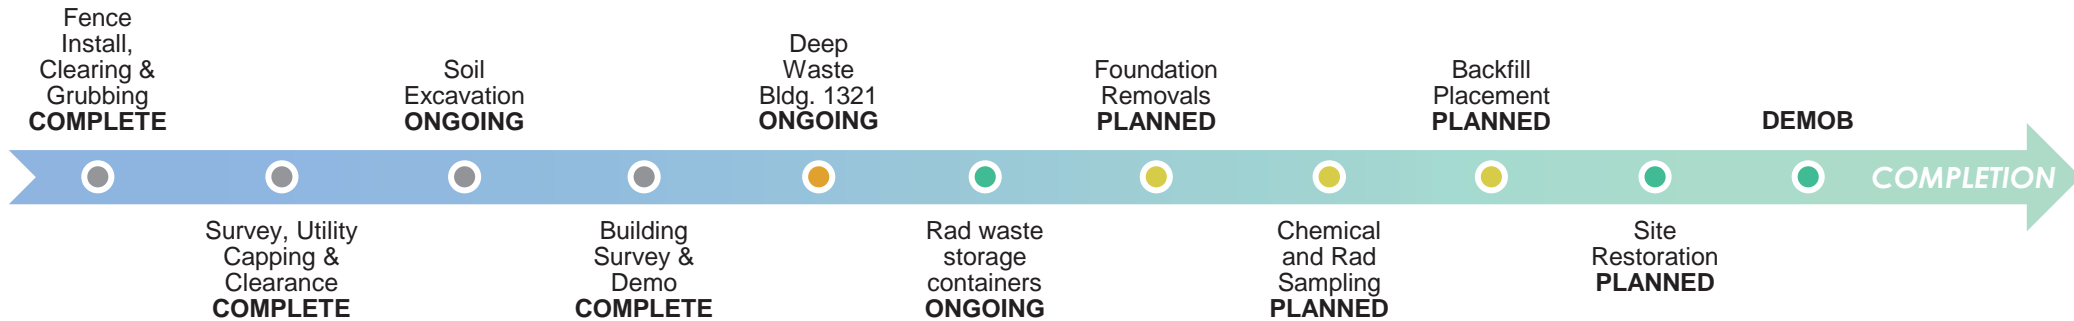 Fence
Install,
Clearing &
Grubbing
COMPLETE
Survey, Utility
Capping &
Clearance
COMPLETE
Soil
Excavation
ONGOING
Building
Survey &
Demo
COMPLETE
Deep
Waste
Bldg. 1321
ONGOING
Rad waste
storage
containers
ONGOING
Foundation
Removals
PLANNED
Chemical
and Rad
Sampling
PLANNED
Backfill
Placement
PLANNED
Site
Restoration
PLANNED
DEMOB
COMPLETION